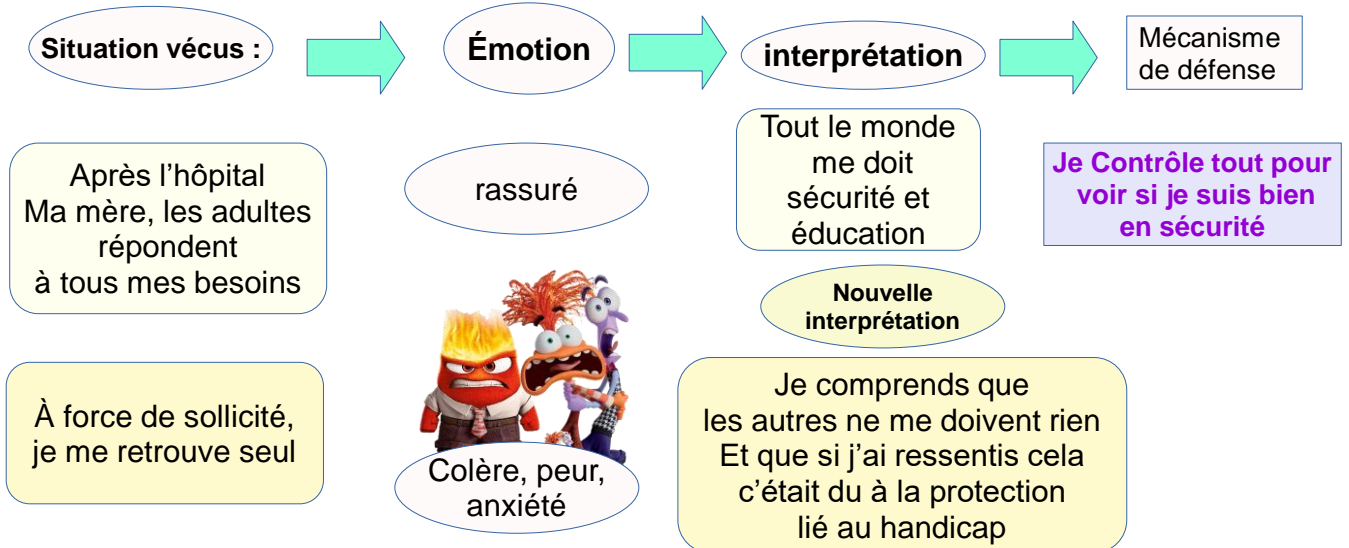 Situation vécus :
Émotion
interprétation
Mécanisme
de défense
Après l'hôpital
Ma mère, les adultes
répondent
à tous mes besoins
rassuré
Tout le monde
me doit
sécurité et
éducation
Je Contrôle tout pour
voir si je suis bien
en sécurité
Nouvelle
interprétation
À force de sollicité,
je me retrouve seul
Colère, peur,
anxiété
Je comprends que
les autres ne me doivent rien
Et que si j'ai ressentis cela
c'était du à la protection
lié au handicap